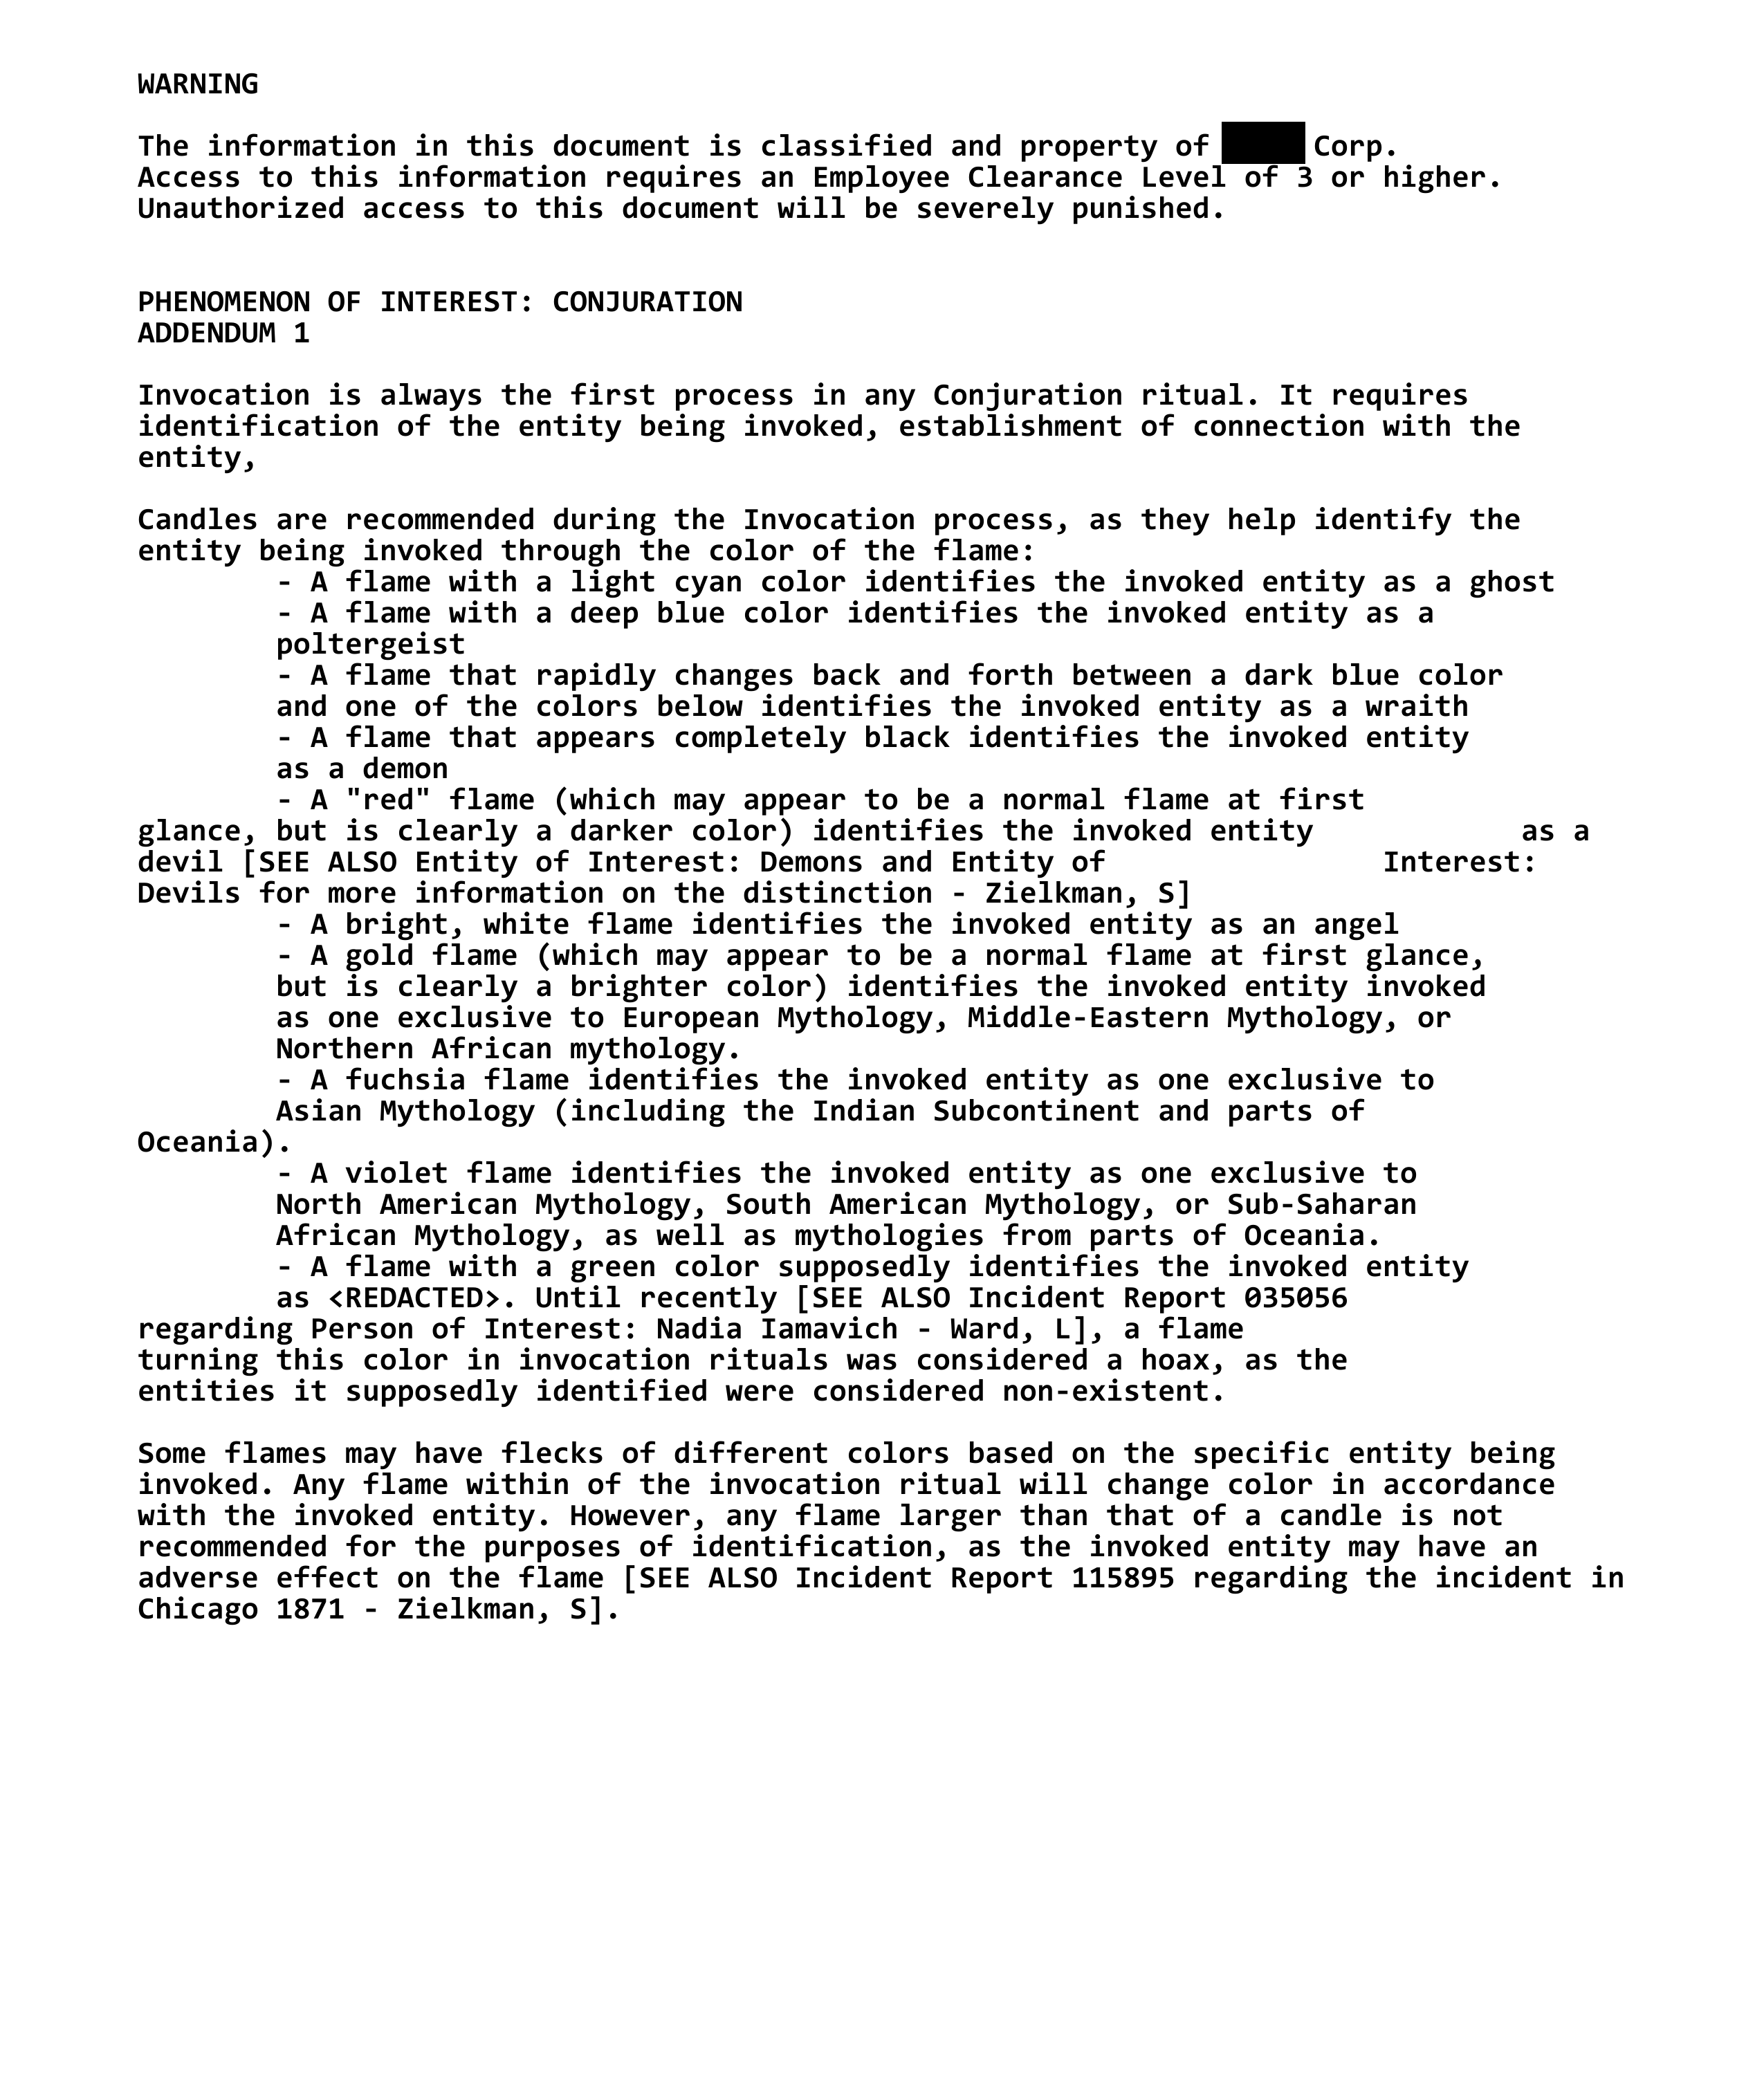 WARNING
The information in this document is classified and property of Corp.
Access to this information requires an Employee Clearance Level of 3 or higher.
Unauthorized access to this document will be severely punished.
PHENOMENON OF INTEREST: CONJURATION
ADDENDUM 1
Invocation is always the first process in any Conjuration ritual. It requires
identification of the entity being invoked, establishment of connection with the
entity,
Candles are recommended during the Invocation process, as they help identify the
entity being invoked through the color of the flame:
- A flame with a light cyan color identifies the invoked entity as a ghost
- A flame with a deep blue color identifies the invoked entity as a
poltergeist
- A flame that rapidly changes back and forth between a dark blue color
and one of the colors below identifies the invoked entity as a wraith
- A flame that appears completely black identifies the invoked entity
as a demon
- A "red" flame (which may appear to be a normal flame at first
glance, but is clearly a darker color) identifies the invoked entity as a
devil [SEE ALSO Entity of Interest: Demons and Entity of Interest:
Devils for more information on the distinction - Zielkman, S]
- A bright, white flame identifies the invoked entity as an angel
- A gold flame (which may appear to be a normal flame at first glance,
but is clearly a brighter color) identifies the invoked entity invoked
as one exclusive to European Mythology, Middle-Eastern Mythology, or
Northern African mythology.
- A fuchsia flame identifies the invoked entity as one exclusive to
Asian Mythology (including the Indian Subcontinent and parts of
Oceania).
- A violet flame identifies the invoked entity as one exclusive to
North American Mythology, South American Mythology, or Sub-Saharan
African Mythology, as well as mythologies from parts of Oceania.
- A flame with a green color supposedly identifies the invoked entity
as <REDACTED>. Until recently [SEE ALSO Incident Report 035056
regarding Person of Interest: Nadia Iamavich - Ward, L], a flame
turning this color in invocation rituals was considered a hoax, as the
entities it supposedly identified were considered non-existent.
Some flames may have flecks of different colors based on the specific entity being
invoked. Any flame within of the invocation ritual will change color in accordance
with the invoked entity. However, any flame larger than that of a candle is not
recommended for the purposes of identification, as the invoked entity may have an
adverse effect on the flame [SEE ALSO Incident Report 115895 regarding the incident in
Chicago 1871 - Zielkman, S].